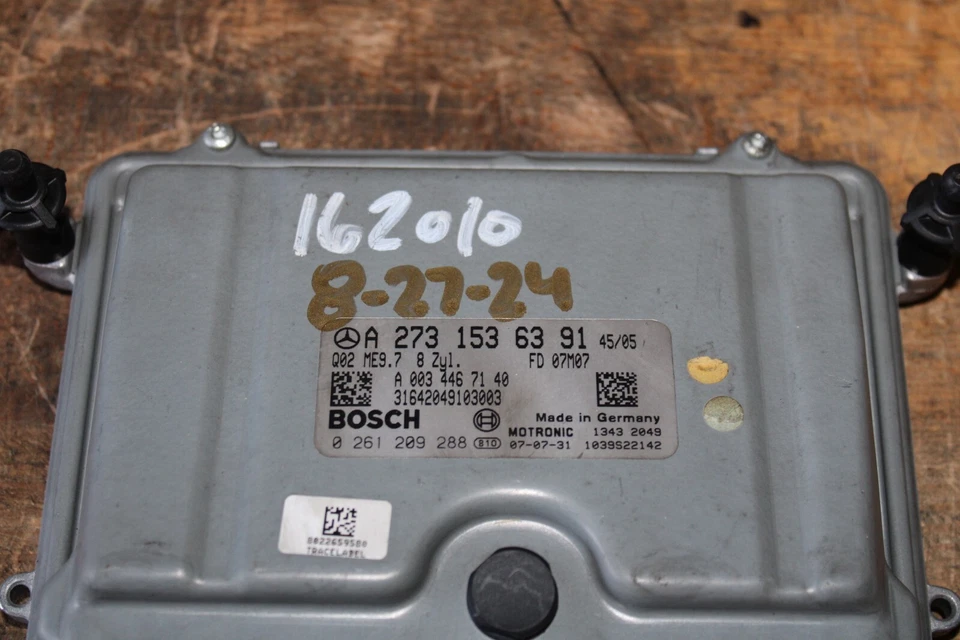 162010
8-27-24
A 273 153 63 91 45/05
Q02 ME9.7 8 Zyl. FD 07M07
A 003 446 71 40
31642049103003
BOSCH Made in Germany
MOTRONIC 1343 2049
0 261 209 288 810 07-07-31 1039S22142
8022659580
TRACELABEL